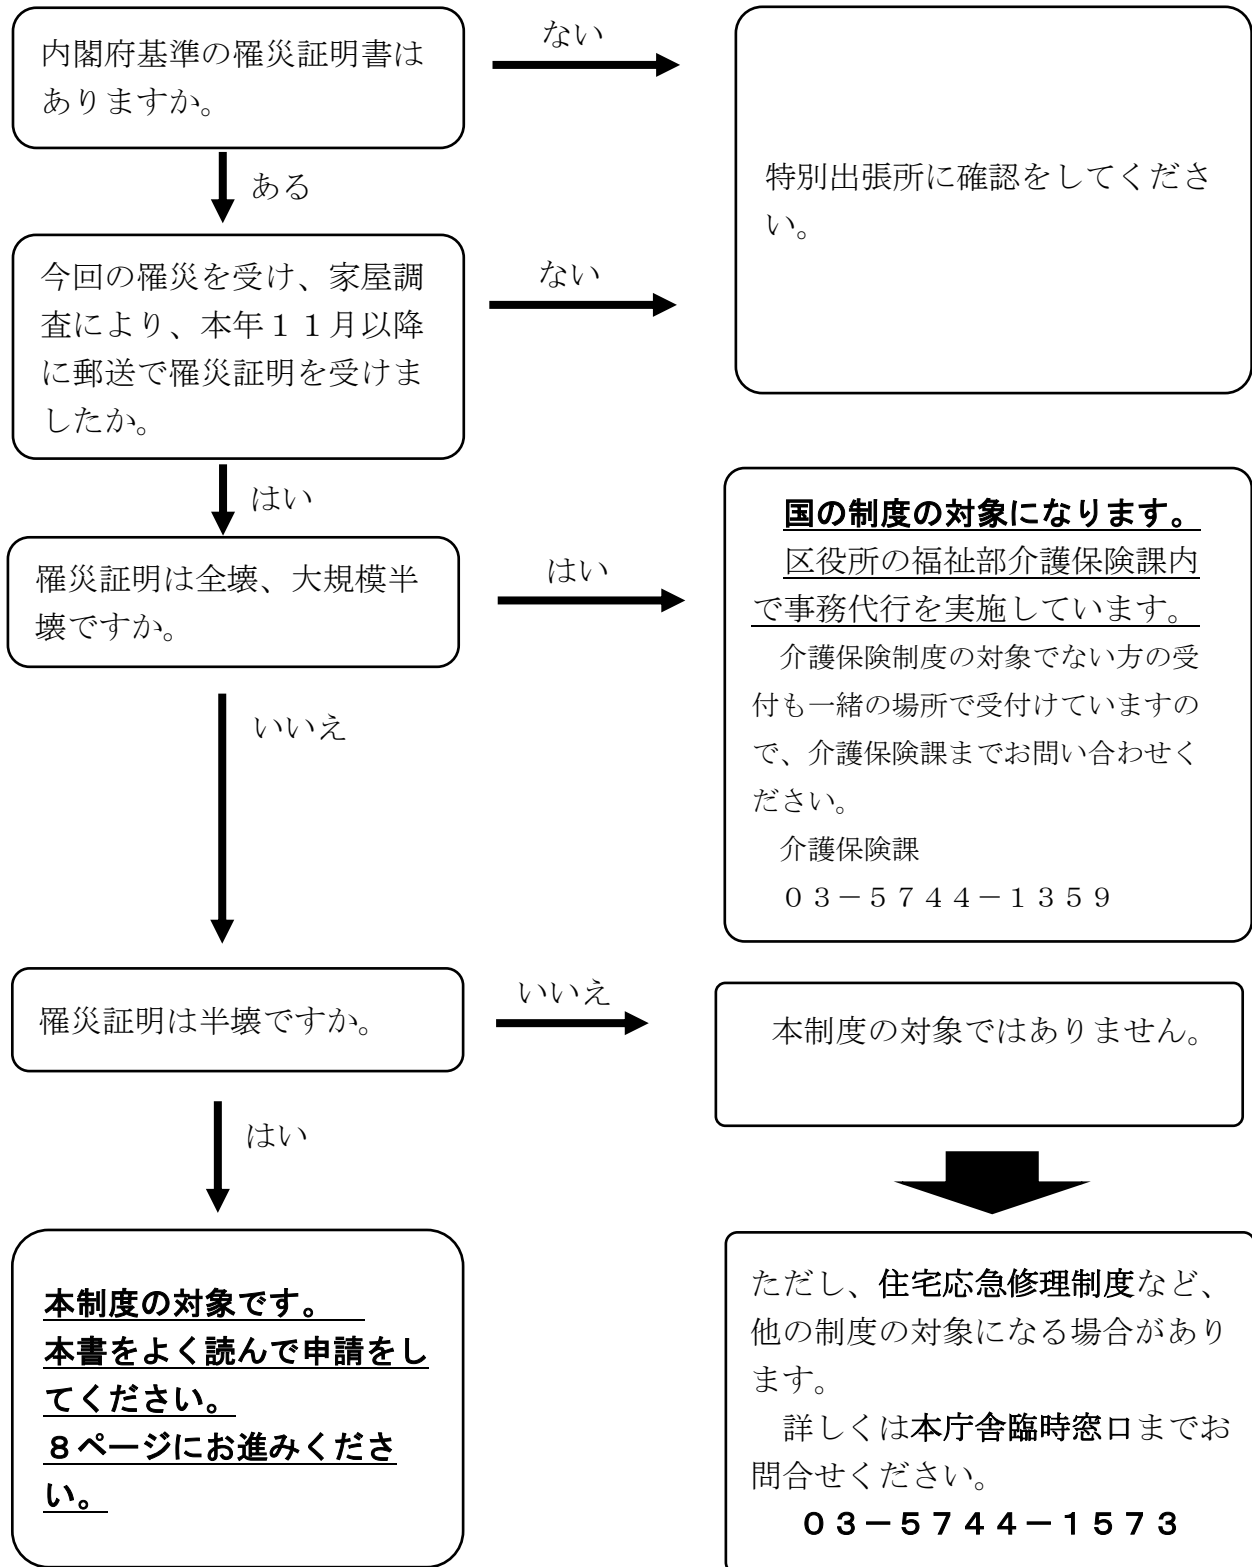 内閣府基準の罹災証明書は
ありますか。
ない
特別出張所に確認をしてくださ
い。
ある
今回の罹災を受け、家屋調
査により、本年１１月以降
に郵送で罹災証明を受けま
したか。
ない
はい
罹災証明は全壊、大規模半
壊ですか。
はい
国の制度の対象になります。
区役所の福祉部介護保険課内
で事務代行を実施しています。
介護保険制度の対象でない方の受
付も一緒の場所で受付けていますの
で、介護保険課までお問い合わせく
ださい。
介護保険課
０３－５７４４－１３５９
いいえ
罹災証明は半壊ですか。
いいえ
本制度の対象ではありません。
はい
本制度の対象です。
本書をよく読んで申請をし
てください。
８ページにお進みくださ
い。
ただし、住宅応急修理制度など、
他の制度の対象になる場合があり
ます。
詳しくは本庁舎臨時窓口までお
問合せください。
０３－５７４４－１５７３